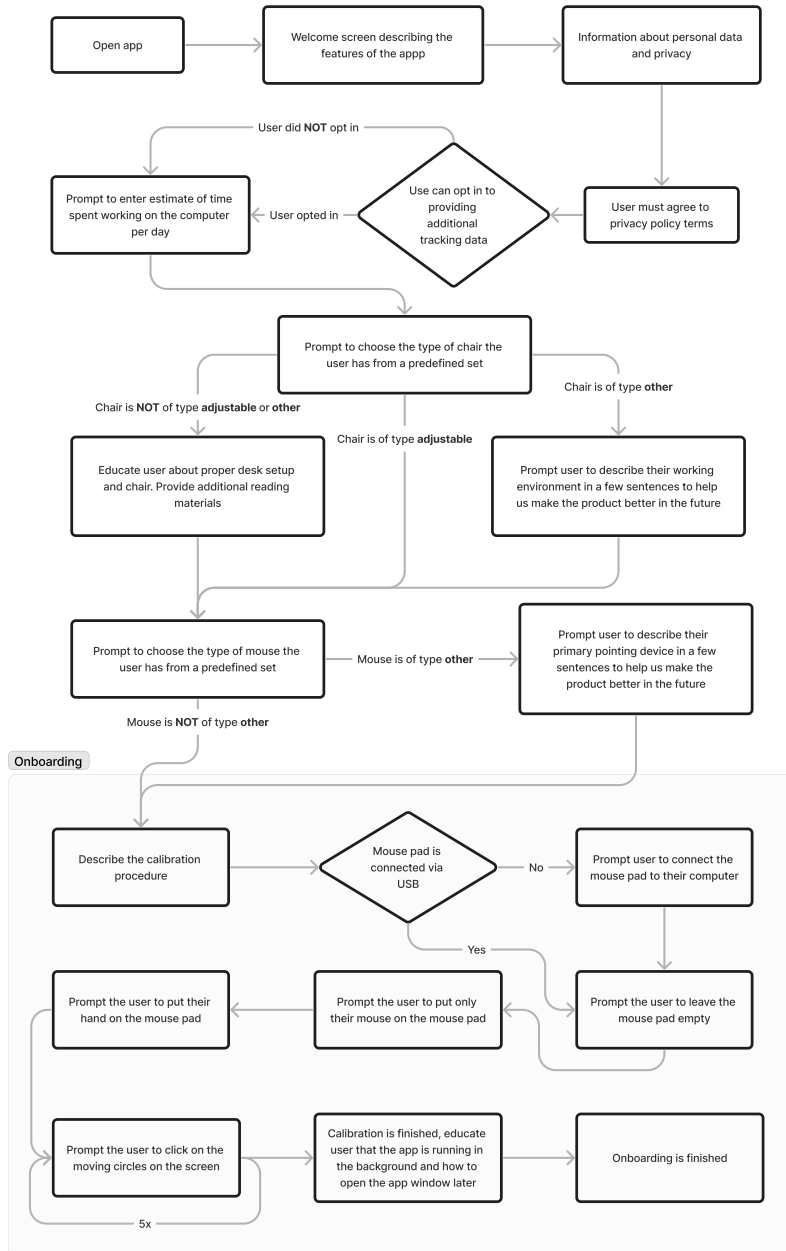 Open app
Welcome screen describing the
features of the appp
Information about personal data
and privacy
User did NOT opt in
Prompt to enter estimate of time
spent working on the computer
per day
User opted in
Use can opt in to
providing
additional
tracking data
User must agree to
privacy policy terms
Prompt to choose the type of chair the
user has from a predefined set
Chair is of type other
Chair is NOT of type adjustable or other
Chair is of type adjustable
Educate user about proper desk setup
and chair. Provide additional reading
materials
Prompt user to describe their working
environment in a few sentences to help
us make the product better in the future
Prompt to choose the type of mouse the
user has from a predefined set
Mouse is of type other
Prompt user to describe their
primary pointing device in a few
sentences to help us make the
product better in the future
Mouse is NOT of type other
Onboarding
Describe the calibration
procedure
Mouse pad is
connected via
USB
No
Prompt user to connect the
mouse pad to their computer
Yes
Prompt the user to put their
hand on the mouse pad
Prompt the user to put only
their mouse on the mouse pad
Prompt the user to leave the
mouse pad empty
Prompt the user to click on the
moving circles on the screen
Calibration is finished, educate
user that the app is running in
the background and how to
open the app window later
Onboarding is finished
5x